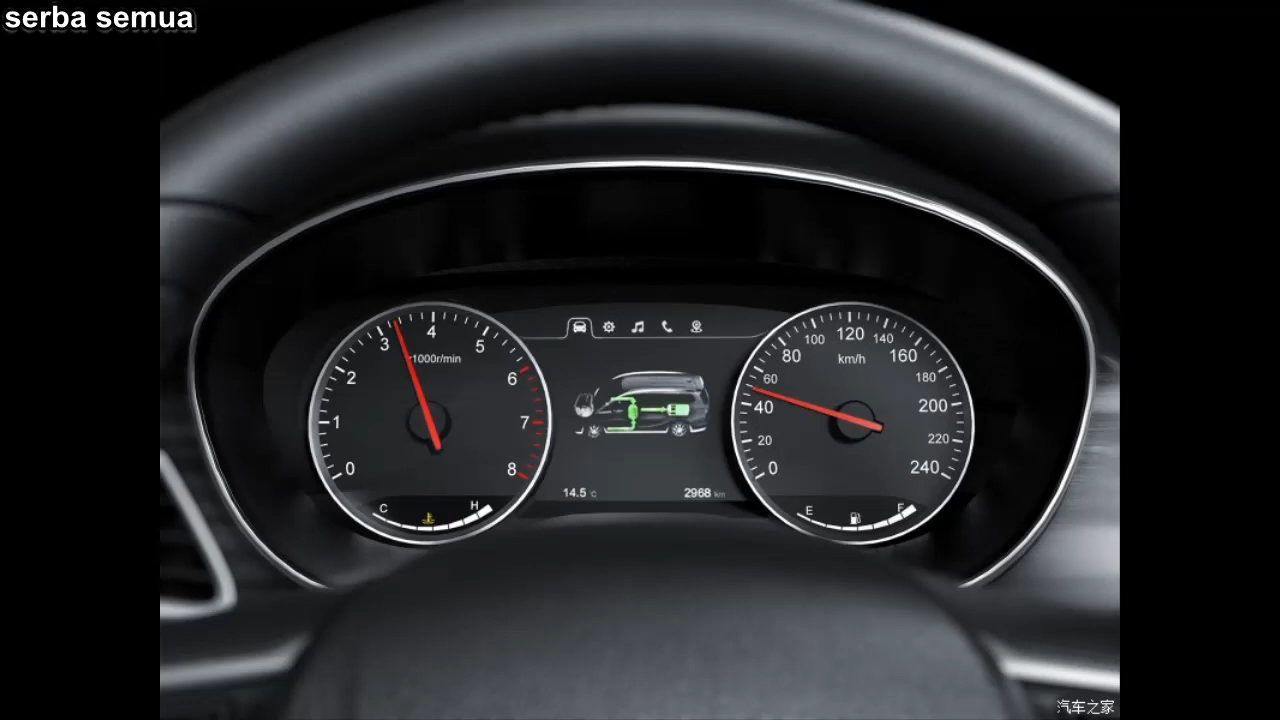 serba semua
0 1 2 3 4 5 6 7 8
x1000r/min
C H
14.5 °C
2968 km
0 20 40 60 80 100 120 140 160 180 200 220 240
km/h
E F
汽车之家